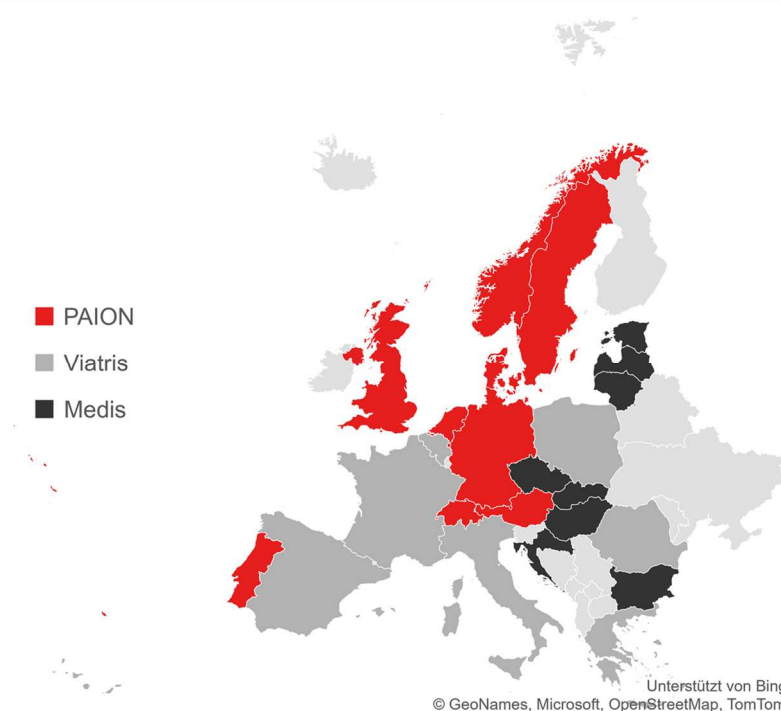 PAION
Viatris
Medis
Unterstützt von Bing
© GeoNames, Microsoft, OpenStreetMap, TomTom